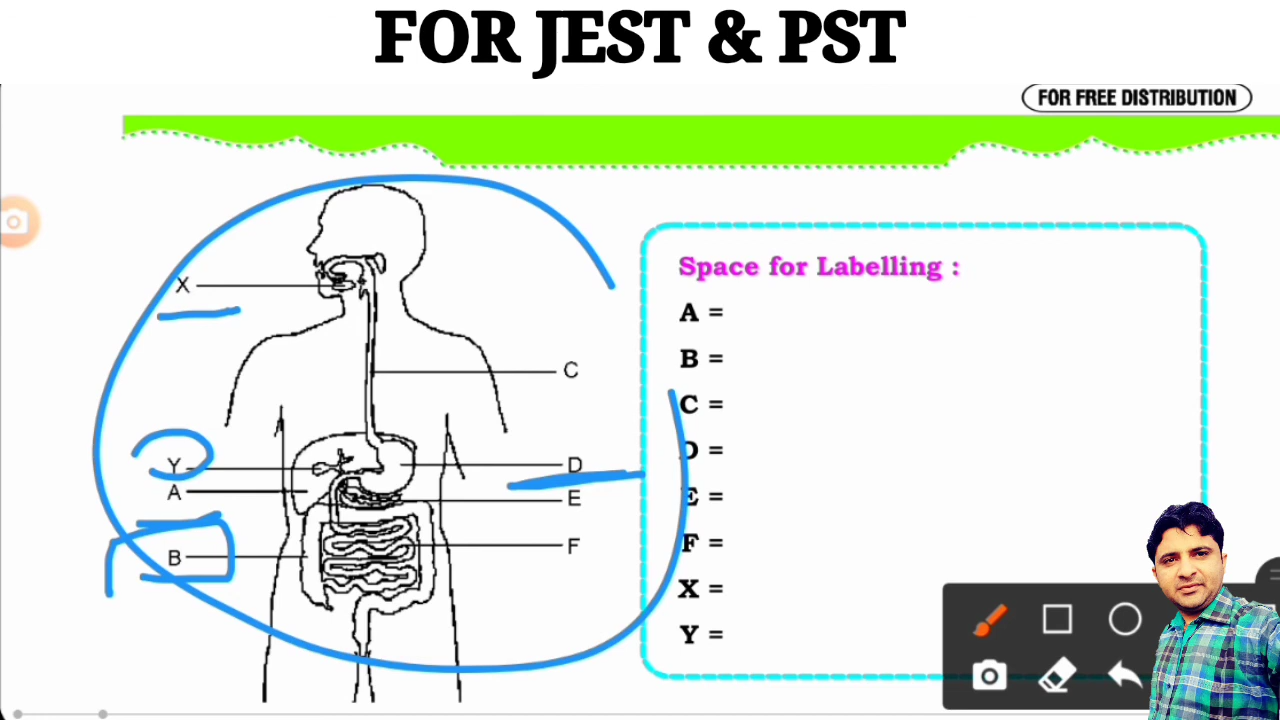 FOR JEST & PST
FOR FREE DISTRIBUTION
X
C
Y
D
A
E
B
F
Space for Labelling :
A =
B =
C =
D =
E =
F =
X =
Y =